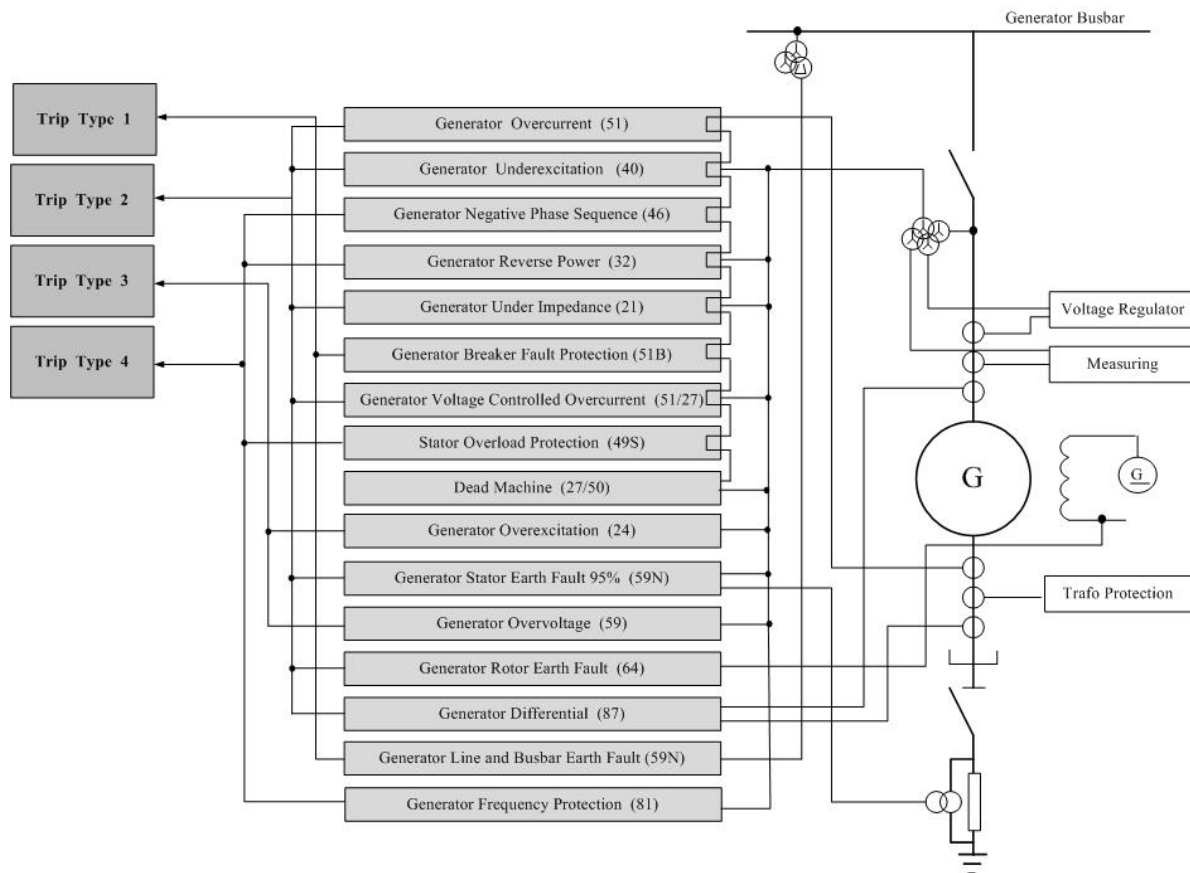 Generator Busbar
Trip Type 1
Trip Type 2
Trip Type 3
Trip Type 4
Generator Overcurrent (51)
Generator Underexcitation (40)
Generator Negative Phase Sequence (46)
Generator Reverse Power (32)
Generator Under Impedance (21)
Generator Breaker Fault Protection (51B)
Generator Voltage Controlled Overcurrent (51/27)
Stator Overload Protection (49S)
Dead Machine (27/50)
Generator Overexcitation (24)
Generator Stator Earth Fault 95% (59N)
Generator Overvoltage (59)
Generator Rotor Earth Fault (64)
Generator Differential (87)
Generator Line and Busbar Earth Fault (59N)
Generator Frequency Protection (81)
Voltage Regulator
Measuring
G
G
Trafo Protection